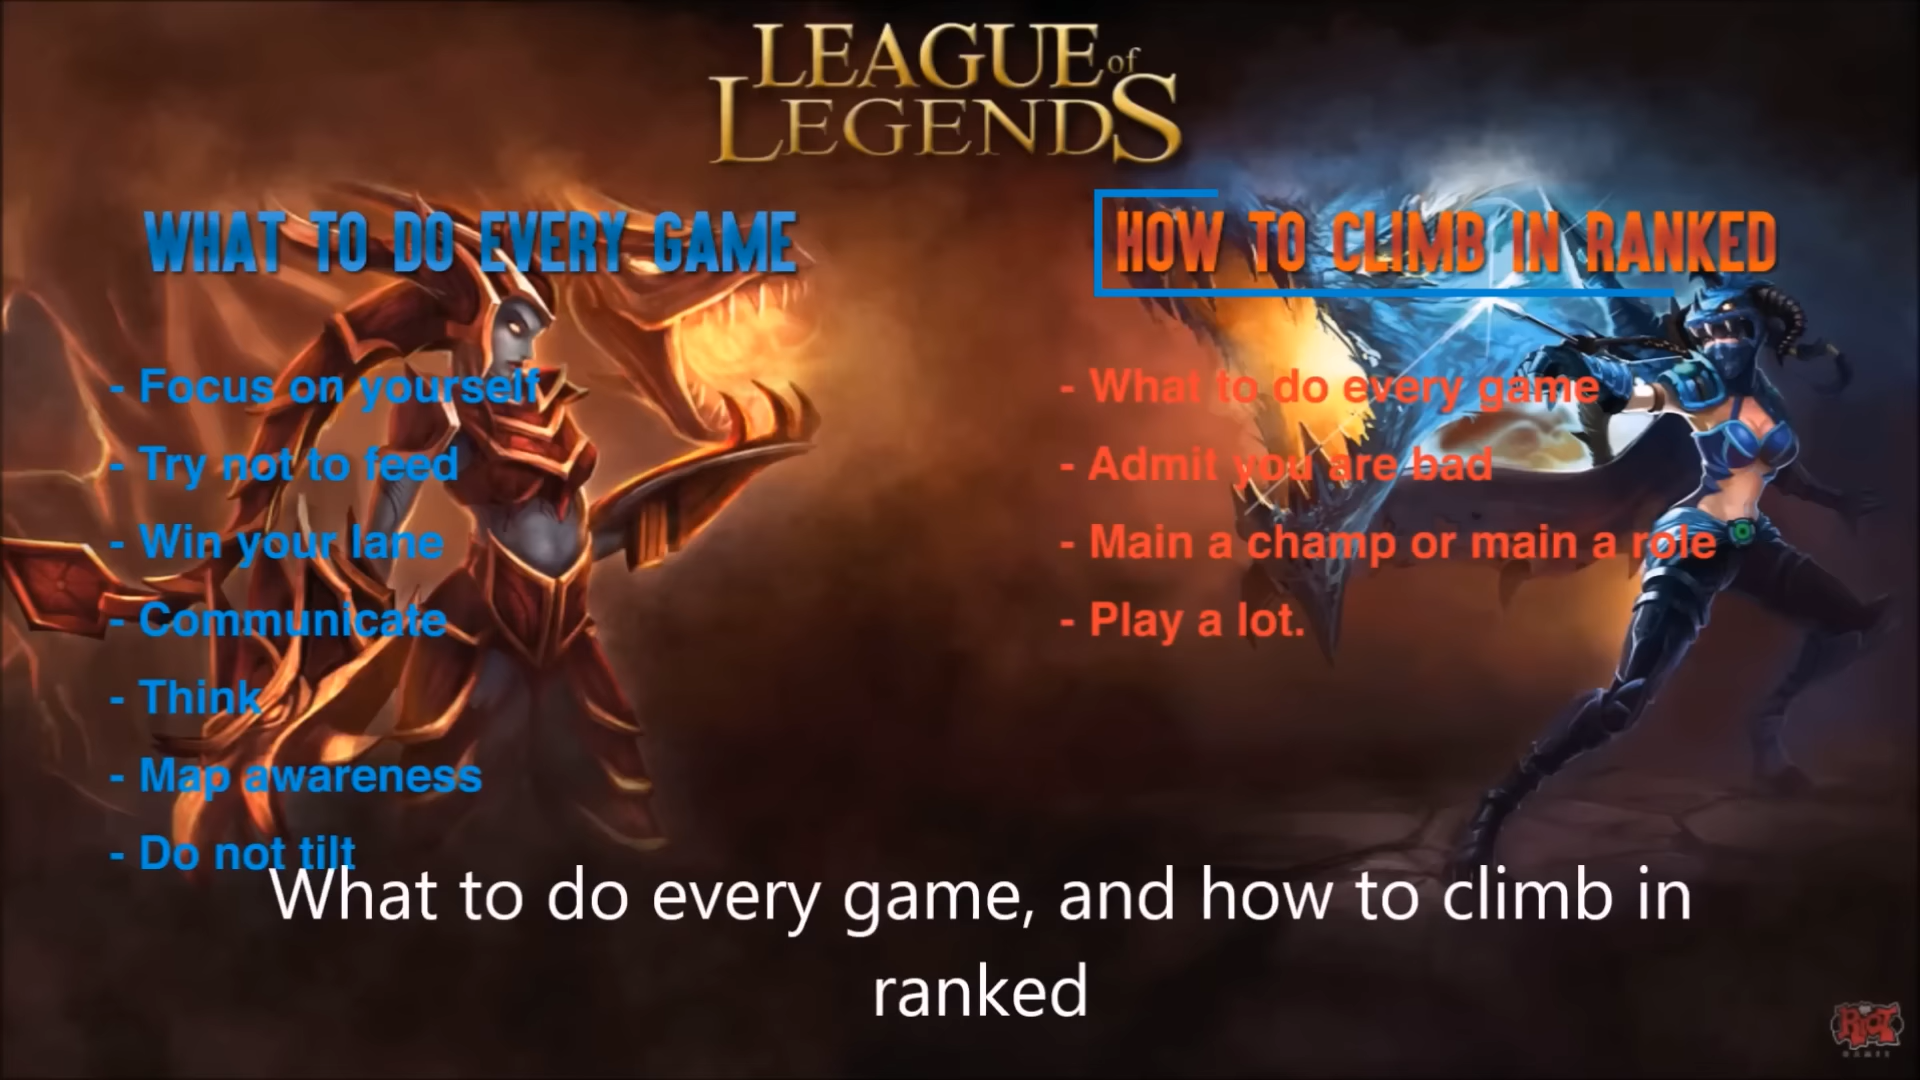 LEAGUE of
LEGENDS
WHAT TO DO EVERY GAME
- Focus on yourself
- Try not to feed
- Win your lane
- Communicate
- Think
- Map awareness
- Do not tilt
HOW TO CLIMB IN RANKED
- What to do every game
- Admit you are bad
- Main a champ or main a role
- Play a lot.
What to do every game, and how to climb in
ranked
RIOT
GAMES